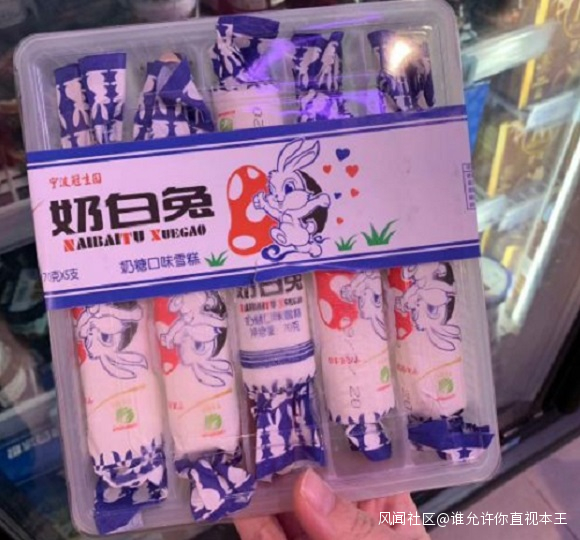 宁波冠生园
奶白兔
NAIBAITU XUEGAO
奶糖口味雪糕
70克X5支
奶白兔
风闻社区@谁允许你直视本王